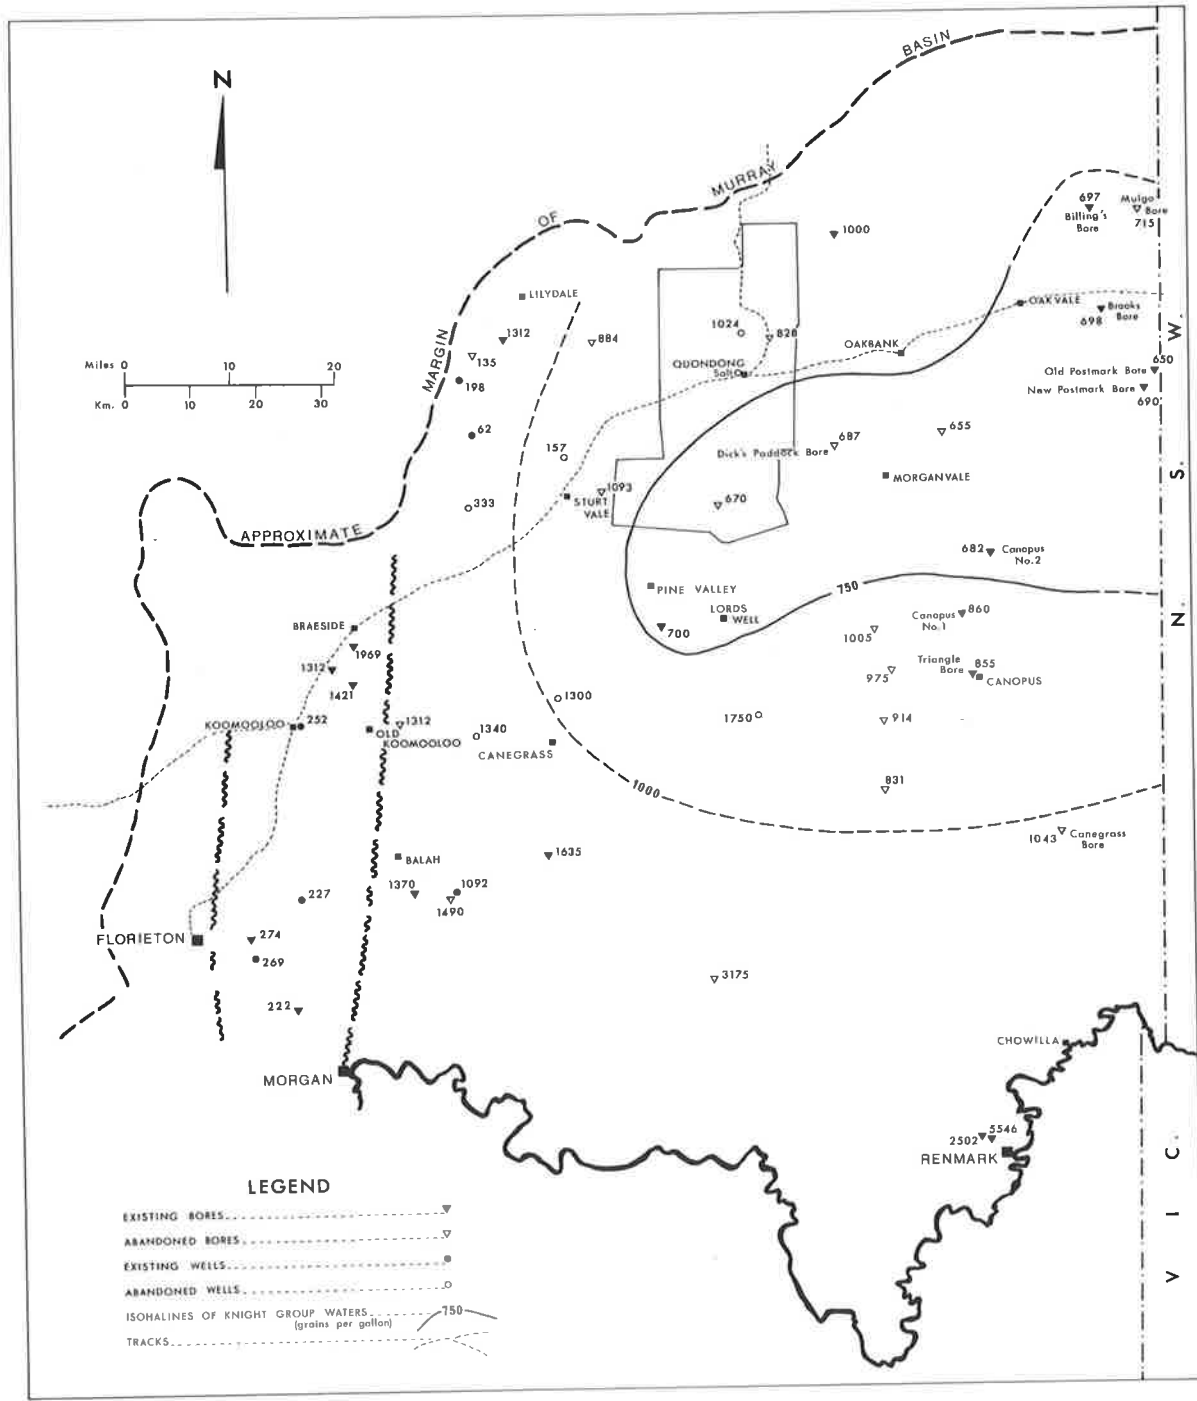 BASIN
N
MURRAY
OF
MARGIN
APPROXIMATE
697
Billing's
Bore
Mulga
Bore
715
1000
LILYDALE
OAKVALE
698
Brooks
Bore
1312
135
884
1024
828
OAKBANK
QUONDONG
650
Old Postmark Bore
New Postmark Bore
690
Miles 0 10 20
Km. 0 10 20 30
198
62
157
Dick's Paddock Bore
687
655
MORGANVALE
333
1093
STURT
VALE
670
682
Canopus
No.2
PINE VALLEY
750
LORDS
WELL
700
Canopus
No.1
860
1005
Triangle
Bore
855
975
CANOPUS
BRAESIDE
1969
1312
1421
1300
KOOMOOLOO
252
1312
OLD
KOOMOOLOO
1340
CANEGRASS
1750
914
1000
831
1043
Canegrass
Bore
BALAH
1635
1370
1092
1490
227
FLORIETON
274
269
222
3175
MORGAN
CHOWILLA
5546
2502
RENMARK
N. S. W.
V I C.
LEGEND
EXISTING BORES
ABANDONED BORES
EXISTING WELLS
ABANDONED WELLS
ISOHALINES OF KNIGHT GROUP WATERS 750
(grains per gallon)
TRACKS